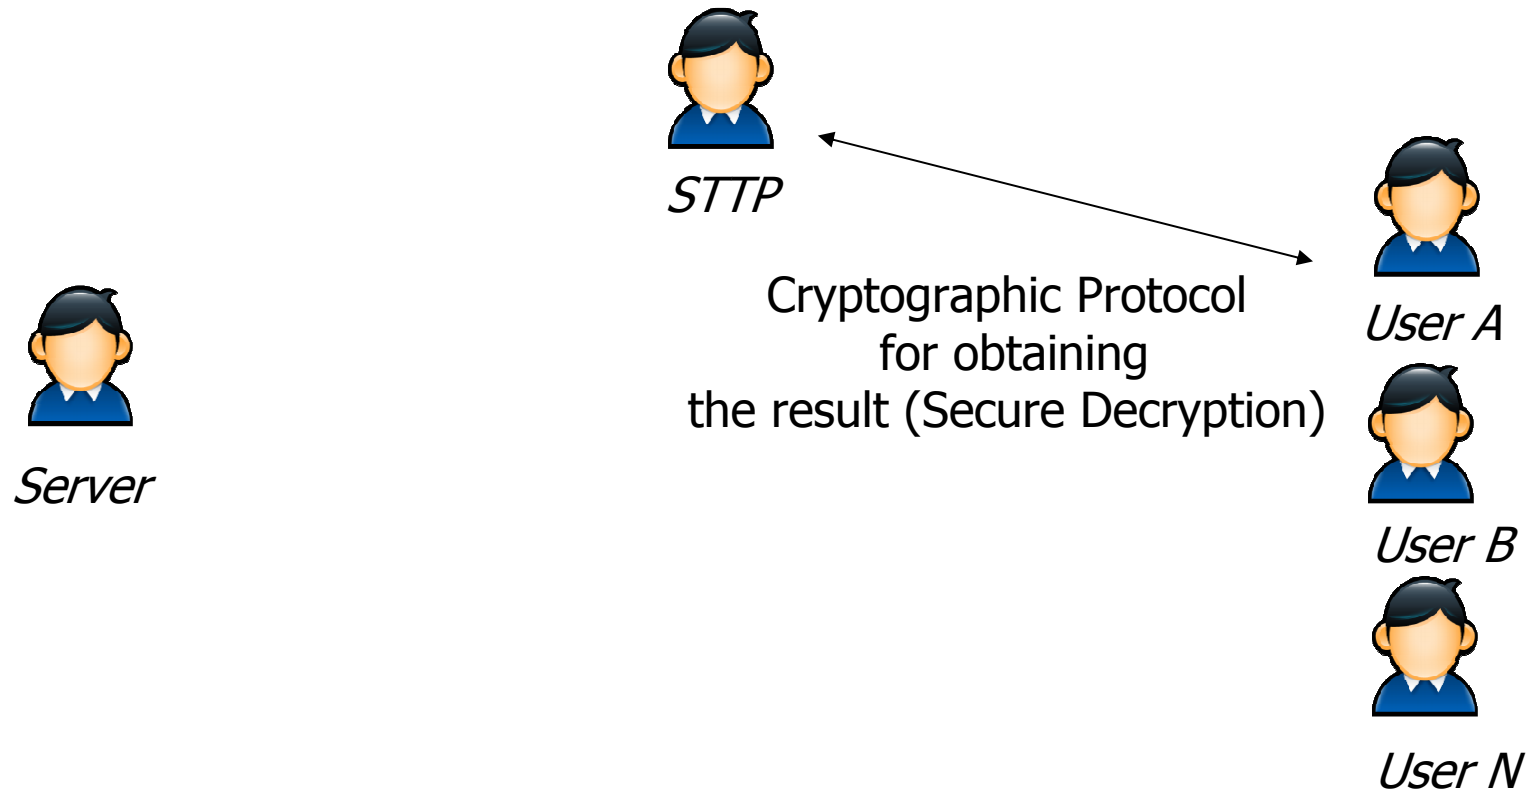 STTP
User A
Cryptographic Protocol
for obtaining
the result (Secure Decryption)
Server
User B
User N